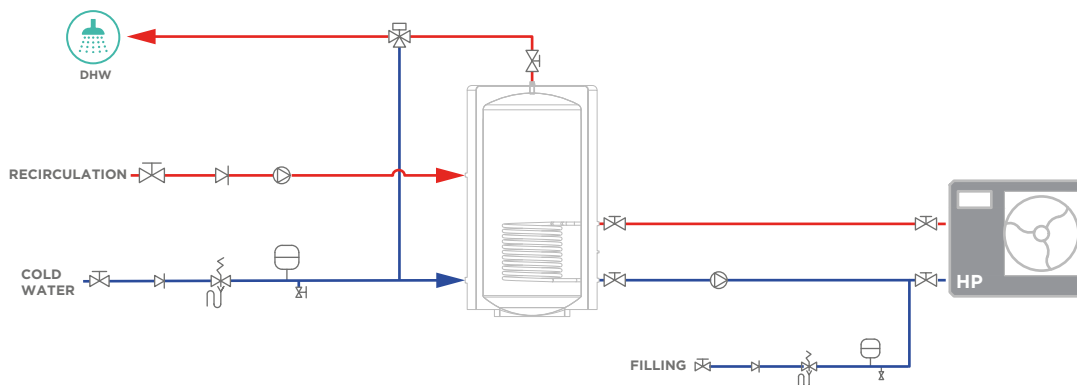 DHW
RECIRCULATION
COLD
WATER
HP
FILLING